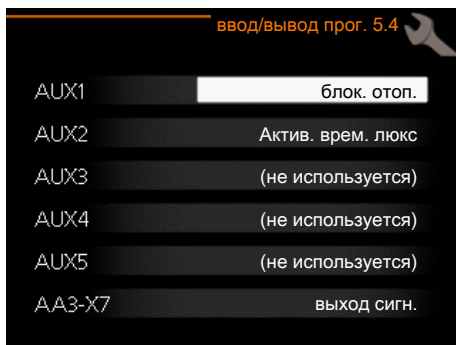 ввод/вывод прог. 5.4
AUX1 блок. отоп.
AUX2 Актив. врем. люкс
AUX3 (не используется)
AUX4 (не используется)
AUX5 (не используется)
AA3-X7 выход сигн.